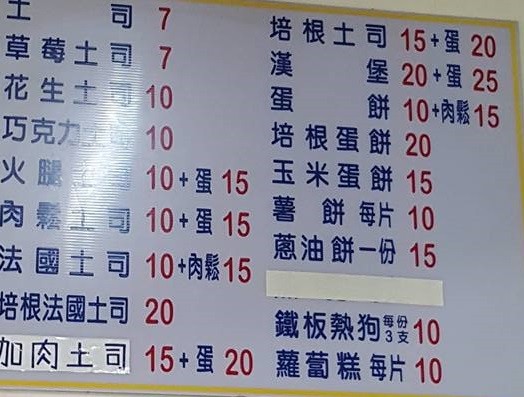 土司 7
草莓土司 7
花生土司 10
巧克力土司 10
火腿土司 10+蛋 15
肉鬆土司 10+蛋 15
法國土司 10+肉鬆 15
培根法國土司 20
加肉土司 15+蛋 20
培根土司 15+蛋 20
漢堡 20+蛋 25
蛋餅 10+肉鬆 15
培根蛋餅 20
玉米蛋餅 15
薯餅 每片 10
蔥油餅 一份 15
鐵板熱狗 每份3支 10
蘿蔔糕 每片 10